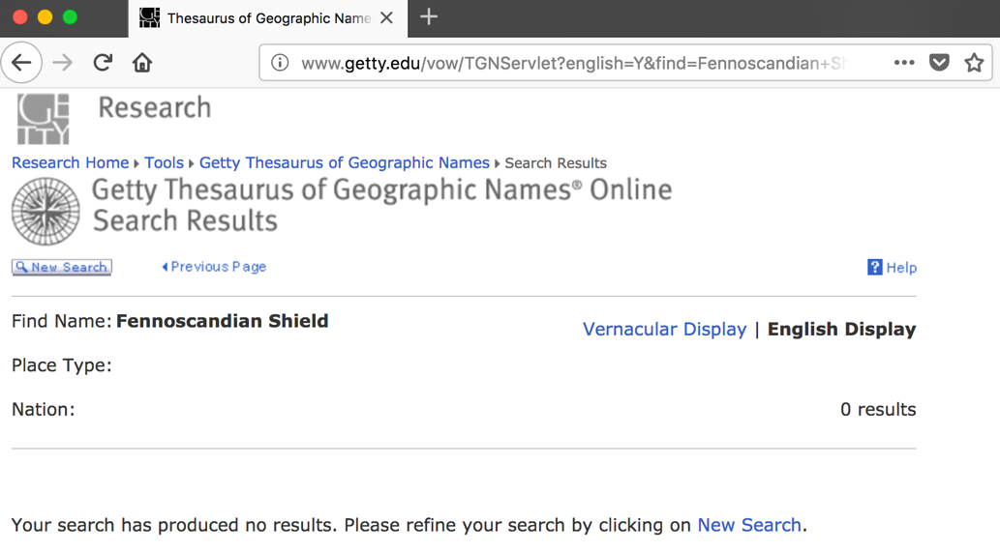 Thesaurus of Geographic Name
www.getty.edu/vow/TGNServlet?english=Y&find=Fennoscandian+Sh
GETTY
Research
Research Home Tools Getty Thesaurus of Geographic Names Search Results
Getty Thesaurus of Geographic Names® Online
Search Results
New Search Previous Page ? Help
Find Name: Fennoscandian Shield
Vernacular Display | English Display
Place Type:
Nation: 0 results
Your search has produced no results. Please refine your search by clicking on New Search.